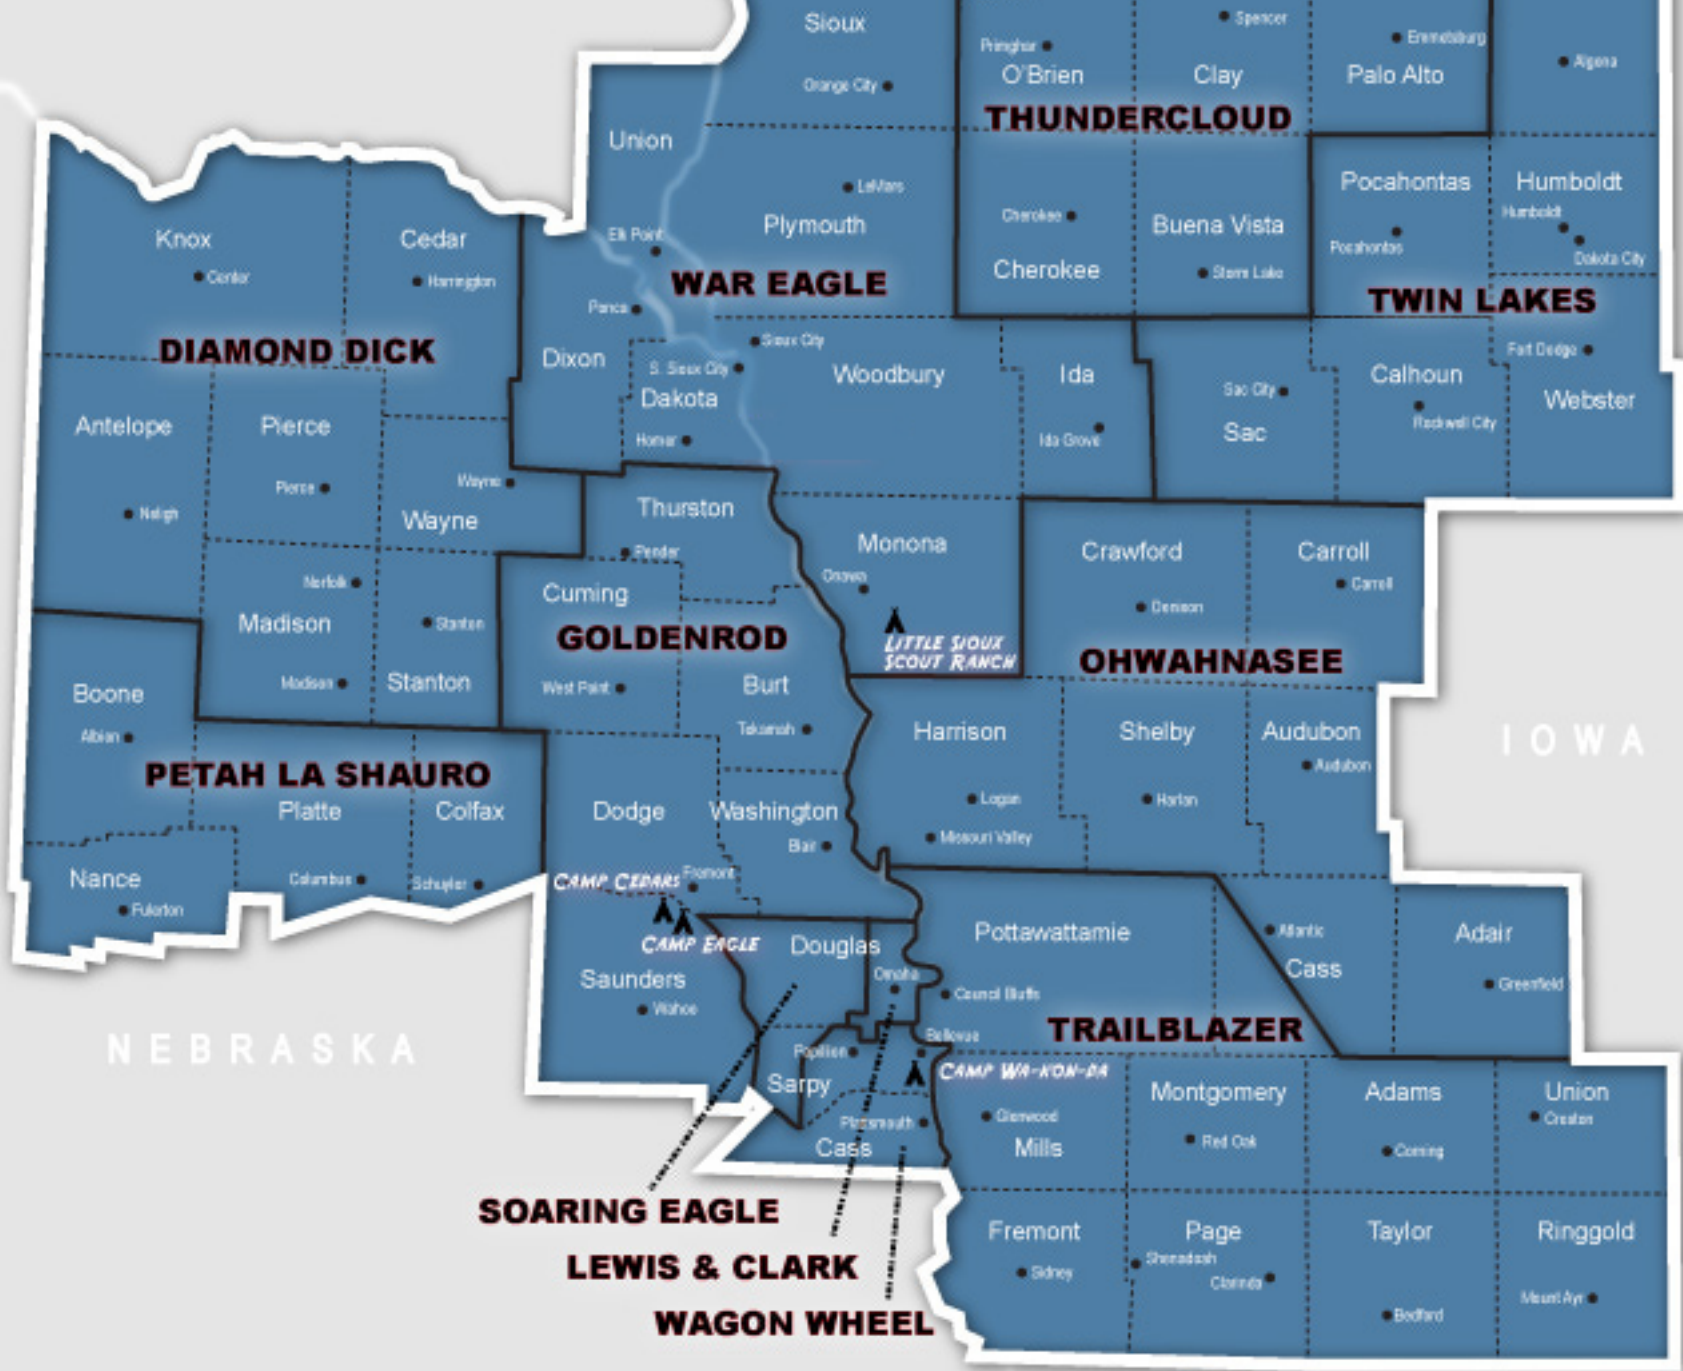 Sioux
Spencer
Emmetsburg
Primghar
O'Brien
Clay
Palo Alto
Algona
Orange City
THUNDERCLOUD
Union
LeMars
Plymouth
Pocahontas
Humboldt
Humboldt
Cherokee
Cherokee
Buena Vista
Storm Lake
Pocahontas
Dakota City
Knox
Center
Cedar
Harrington
Elk Point
WAR EAGLE
TWIN LAKES
Ponca
DIAMOND DICK
Dixon
Sioux City
S. Sioux City
Dakota
Homer
Woodbury
Ida
Ida Grove
Sac City
Sac
Calhoun
Rockwell City
Fort Dodge
Webster
Antelope
Pierce
Pierce
Neligh
Wayne
Wayne
Thurston
Pender
Monona
Onawa
Crawford
Denison
Carroll
Carroll
Norfolk
Cuming
Madison
Stanton
GOLDENROD
LITTLE SIOUX
SCOUT RANCH
OHWAHNASEE
Madison
Stanton
West Point
Burt
Tekamah
Boone
Albion
Harrison
Shelby
Audubon
Audubon
IOWA
PETAH LA SHAURO
Platte
Colfax
Dodge
Washington
Blair
Logan
Missouri Valley
Harlan
Nance
Fullerton
Columbus
Schuyler
CAMP CEDARS
Fremont
CAMP EAGLE
Saunders
Wahoo
Douglas
Omaha
Pottawattamie
Council Bluffs
Atlantic
Cass
Adair
Greenfield
NEBRASKA
TRAILBLAZER
Bellevue
Papillion
CAMP WA-KON-DA
Sarpy
Plattsmouth
Cass
Glenwood
Mills
Montgomery
Red Oak
Adams
Corning
Union
Creston
SOARING EAGLE
LEWIS & CLARK
WAGON WHEEL
Fremont
Sidney
Page
Shenadoah
Clarinda
Taylor
Bedford
Ringgold
Mount Ayr